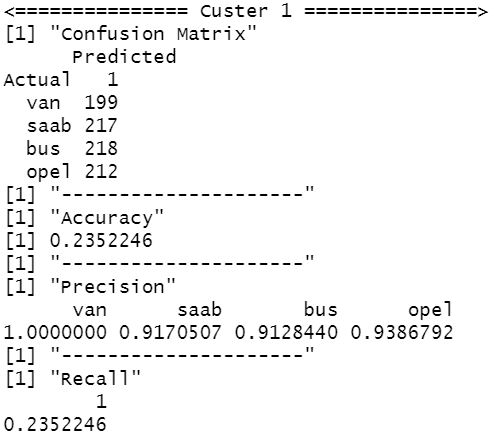 <=============== Custer 1 ===============>
[1] "Confusion Matrix"
      Predicted
Actual   1
  van  199
  saab 217
  bus  218
  opel 212
[1] "---------------------"
[1] "Accuracy"
[1] 0.2352246
[1] "---------------------"
[1] "Precision"
      van      saab       bus      opel
1.0000000 0.9170507 0.9128440 0.9386792
[1] "---------------------"
[1] "Recall"
        1
0.2352246